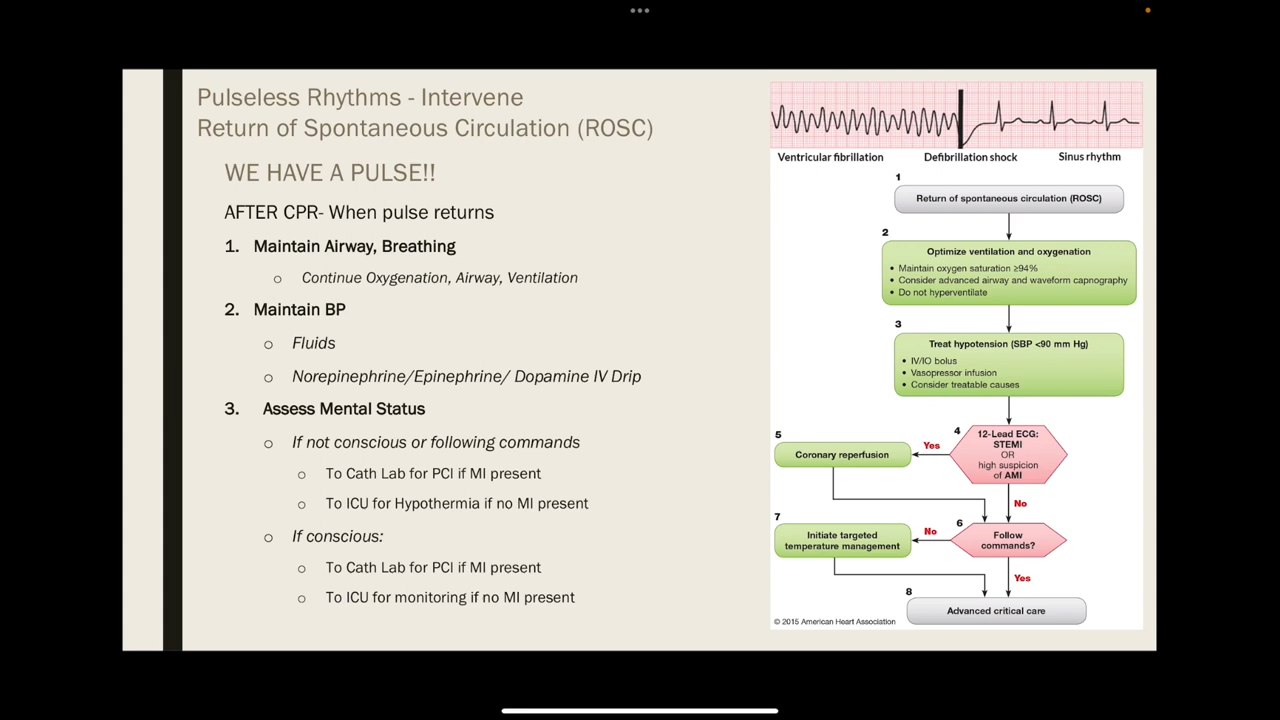 Pulseless Rhythms - Intervene
Return of Spontaneous Circulation (ROSC)
WE HAVE A PULSE!!
AFTER CPR- When pulse returns
1. Maintain Airway, Breathing
○ Continue Oxygenation, Airway, Ventilation
2. Maintain BP
○ Fluids
○ Norepinephrine/Epinephrine/ Dopamine IV Drip
3. Assess Mental Status
○ If not conscious or following commands
○ To Cath Lab for PCI if MI present
○ To ICU for Hypothermia if no MI present
○ If conscious:
○ To Cath Lab for PCI if MI present
○ To ICU for monitoring if no MI present
Ventricular fibrillation Defibrillation shock Sinus rhythm
1
Return of spontaneous circulation (ROSC)
2
Optimize ventilation and oxygenation
• Maintain oxygen saturation ≥94%
• Consider advanced airway and waveform capnography
• Do not hyperventilate
3
Treat hypotension (SBP <90 mm Hg)
• IV/IO bolus
• Vasopressor infusion
• Consider treatable causes
4
12-Lead ECG:
STEMI
OR
high suspicion
of AMI
Yes
5
Coronary reperfusion
No
6
Follow
commands?
No
7
Initiate targeted
temperature management
Yes
8
Advanced critical care
© 2015 American Heart Association